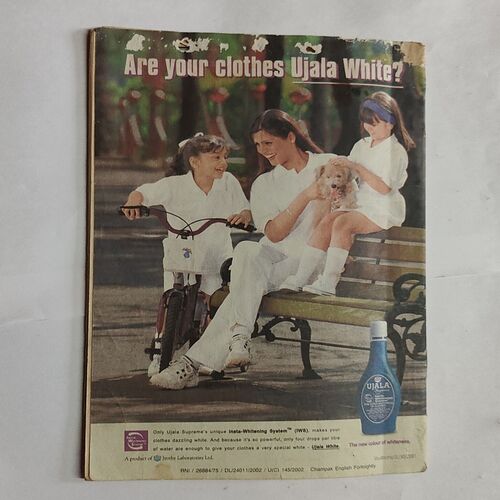 Are your clothes Ujala White?
UJALA
Supreme
Only Ujala Supreme's unique Insta-Whitening System™ (IWS), makes your
clothes dazzling white. And because it's so powerful, only four drops per litre
of water are enough to give your clothes a very special white - Ujala White.
A product of Jyothy Laboratories Ltd.
The new colour of whiteness.
RNI / 26884/75 / DL/24011/2002 / U(C) 145/2002 Champak English Fortnightly